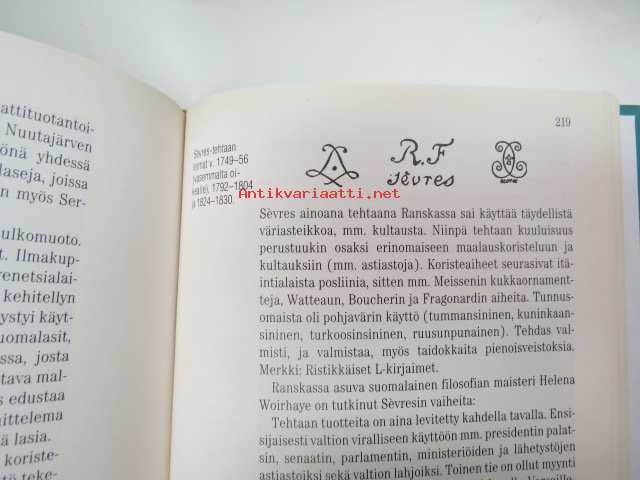 attituotantoi-
Nuutajärven
önä yhdessä
laseja, joissa
n myös Ser-
ulkomuoto.
t. Ilmakup-
venetsialai-
kehitellyn
ystyi käyt-
uomalasit,
ssa, josta
tava mal-
s edustaa
nittelema
ä lasia.
koriste-
sä teke-
219
Sèvres-tehtaan
leimat v. 1749–56
(vasemmalta oi-
kealle), 1792–1804
ja 1824–1830.
R.F
Sèvres
Antikvariaatti.net
Sèvres ainoana tehtaana Ranskassa sai käyttää täydellistä
väriasteikkoa, mm. kultausta. Niinpä tehtaan kuuluisuus
perustuukin osaksi erinomaiseen maalauskoristeluun ja
kultauksiin (mm. astiastoja). Koristeaiheet seurasivat itä-
intialaista posliinia, sitten mm. Meissenin kukkaornament-
teja, Watteaun, Boucherin ja Fragonardin aiheita. Tunnus-
omaista oli pohjavärin käyttö (tummansininen, kuninkaan-
sininen, turkoosinsininen, ruusunpunainen). Tehdas val-
misti, ja valmistaa, myös taidokkaita pienoisveistoksia.
Merkki: Ristikkäiset L-kirjaimet.
Ranskassa asuva suomalainen filosofian maisteri Helena
Woirhaye on tutkinut Sèvresin vaiheita:
Tehtaan tuotteita on aina levitetty kahdella tavalla. Ensi-
sijaisesti valtion viralliseen käyttöön mm. presidentin palat-
sin, senaatin, parlamentin, ministeriöiden ja lähetystöjen
astiastoiksi sekä valtion lahjoiksi. Toinen tie on ollut myynti